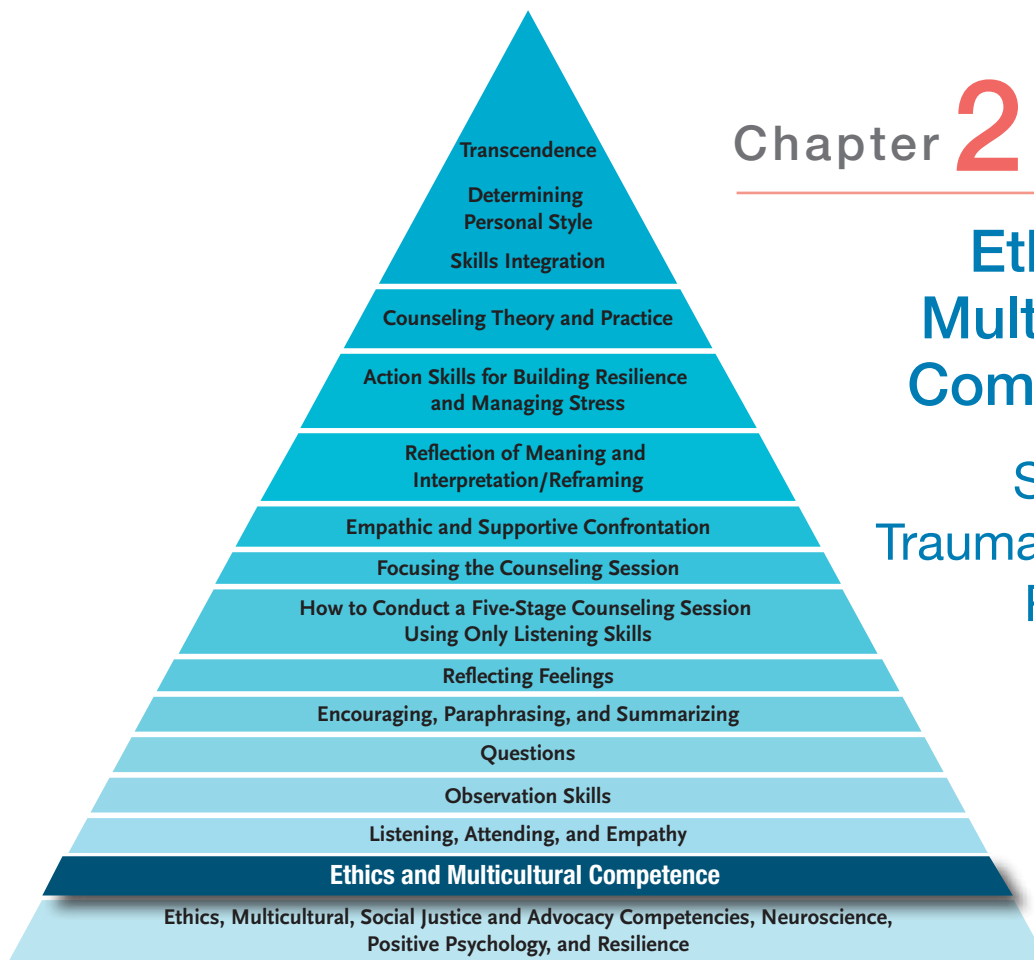 Transcendence
Determining
Personal Style
Skills Integration
Counseling Theory and Practice
Action Skills for Building Resilience
and Managing Stress
Reflection of Meaning and
Interpretation/Reframing
Empathic and Supportive Confrontation
Focusing the Counseling Session
How to Conduct a Five-Stage Counseling Session
Using Only Listening Skills
Reflecting Feelings
Encouraging, Paraphrasing, and Summarizing
Questions
Observation Skills
Listening, Attending, and Empathy
Ethics and Multicultural Competence
Ethics, Multicultural, Social Justice and Advocacy Competencies, Neuroscience,
Positive Psychology, and Resilience
Chapter 2
Mult
Com
S
Trauma